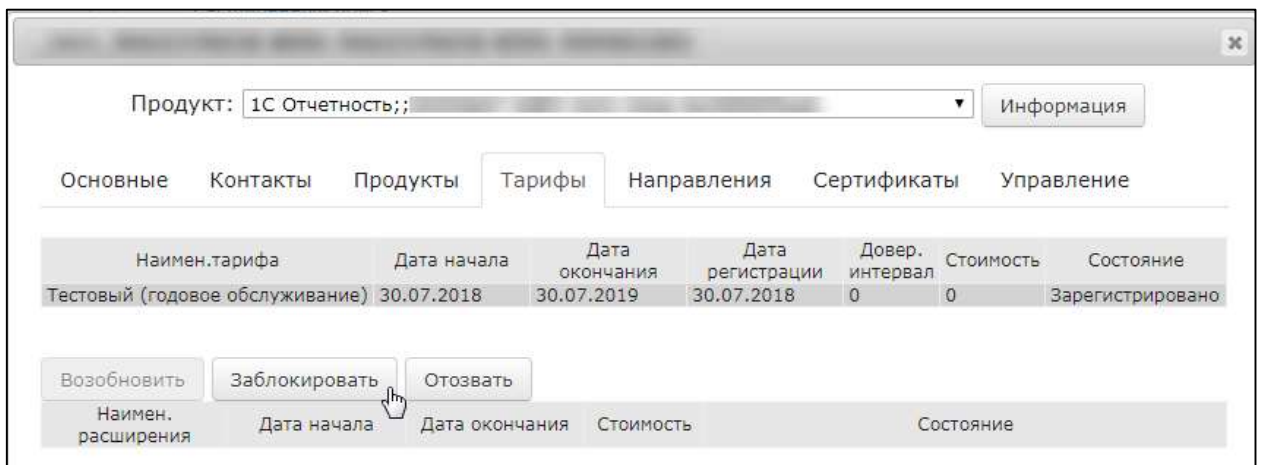 Продукт: 1С Отчетность;; Информация
Основные Контакты Продукты Тарифы Направления Сертификаты Управление
Наимен.тарифа Дата начала Дата окончания Дата регистрации Довер. интервал Стоимость Состояние
Тестовый (годовое обслуживание) 30.07.2018 30.07.2019 30.07.2018 0 0 Зарегистрировано
Возобновить Заблокировать Отозвать
Наимен. расширения Дата начала Дата окончания Стоимость Состояние